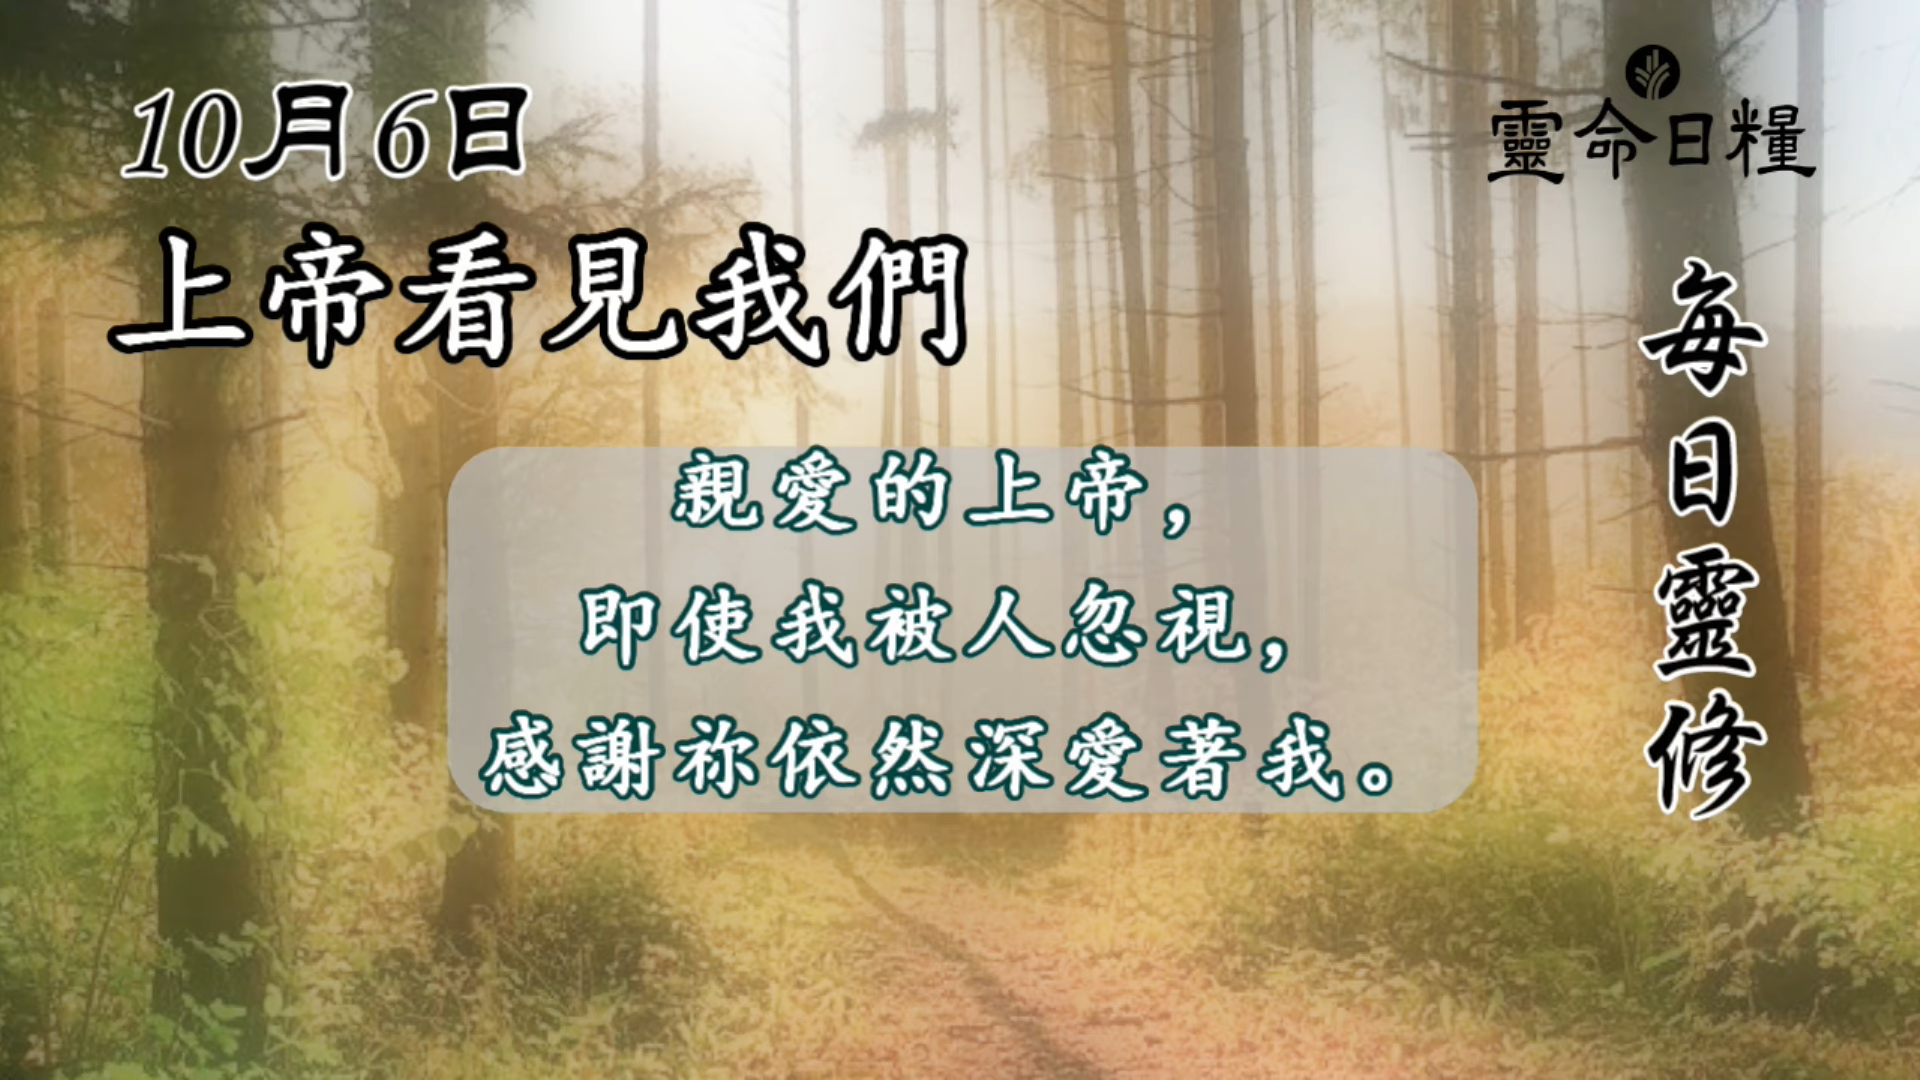 10月6日
靈命日糧
上帝看見我們
每日靈修
親愛的上帝，
即使我被人忽視，
感謝祢依然深愛著我。